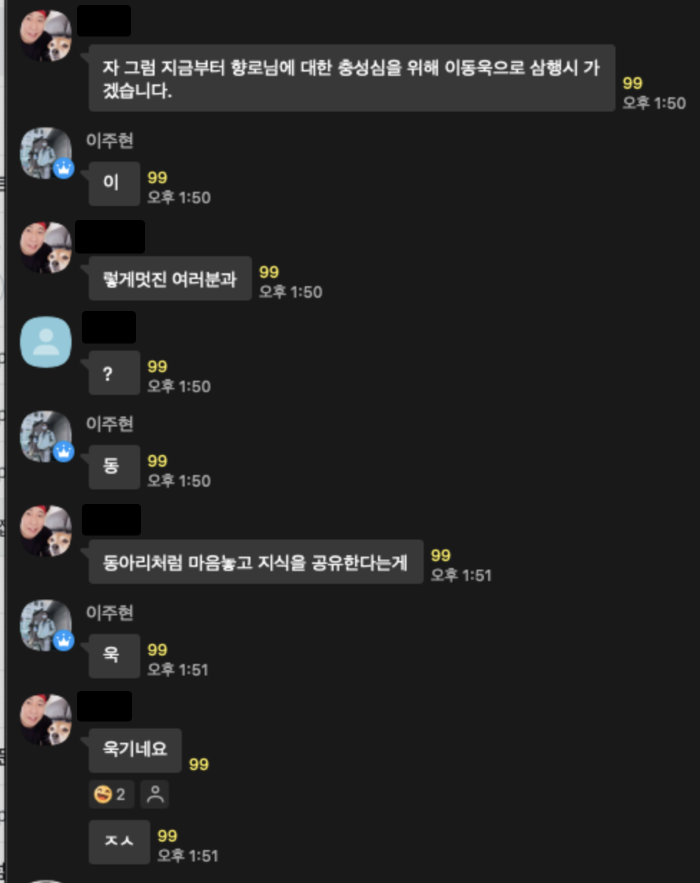 자 그럼 지금부터 향로님에 대한 충성심을 위해 이동욱으로 삼행시 가
겠습니다.
99
오후 1:50
이주현
이
99
오후 1:50
렇게멋진 여러분과
99
오후 1:50
?
99
오후 1:50
이주현
동
99
오후 1:50
동아리처럼 마음놓고 지식을 공유한다는게
99
오후 1:51
이주현
욱
99
오후 1:51
욱기네요
99
2
ㅈㅅ
99
오후 1:51